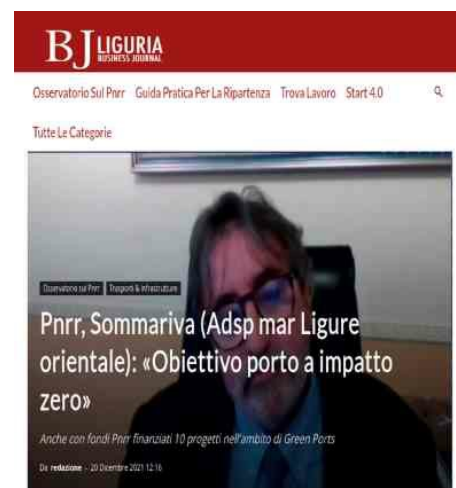 BJ LIGURIA
BUSINESS JOURNAL
Osservatorio Sul Pnrr Guida Pratica Per La Ripartenza Trova Lavoro Start 4.0
Tutte Le Categorie
Osservatorio sul Pnrr Trasporti & infrastrutture
Pnrr, Sommariva (Adsp mar Ligure
orientale): «Obiettivo porto a impatto
zero»
Anche con fondi Pnrr finanziati 10 progetti nell'ambito di Green Ports
Da redazione - 20 Dicembre 2021 12:16